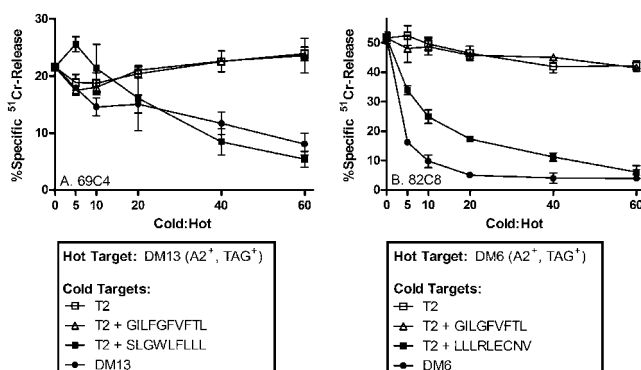 30
20
10
0
%Specific ⁵¹Cr-Release
A. 69C4
0 5 10 20 40 60
Cold:Hot
Hot Target: DM13 (A2⁺, TAG⁺)
Cold Targets:
T2
T2 + GILFGFVFTL
T2 + SLGWLFLLL
DM13
60
50
40
30
20
10
0
%Specific ⁵¹Cr-Release
B. 82C8
0 5 10 20 40 60
Cold:Hot
Hot Target: DM6 (A2⁺, TAG⁺)
Cold Targets:
T2
T2 + GILGFVFTL
T2 + LLLRLECNV
DM6